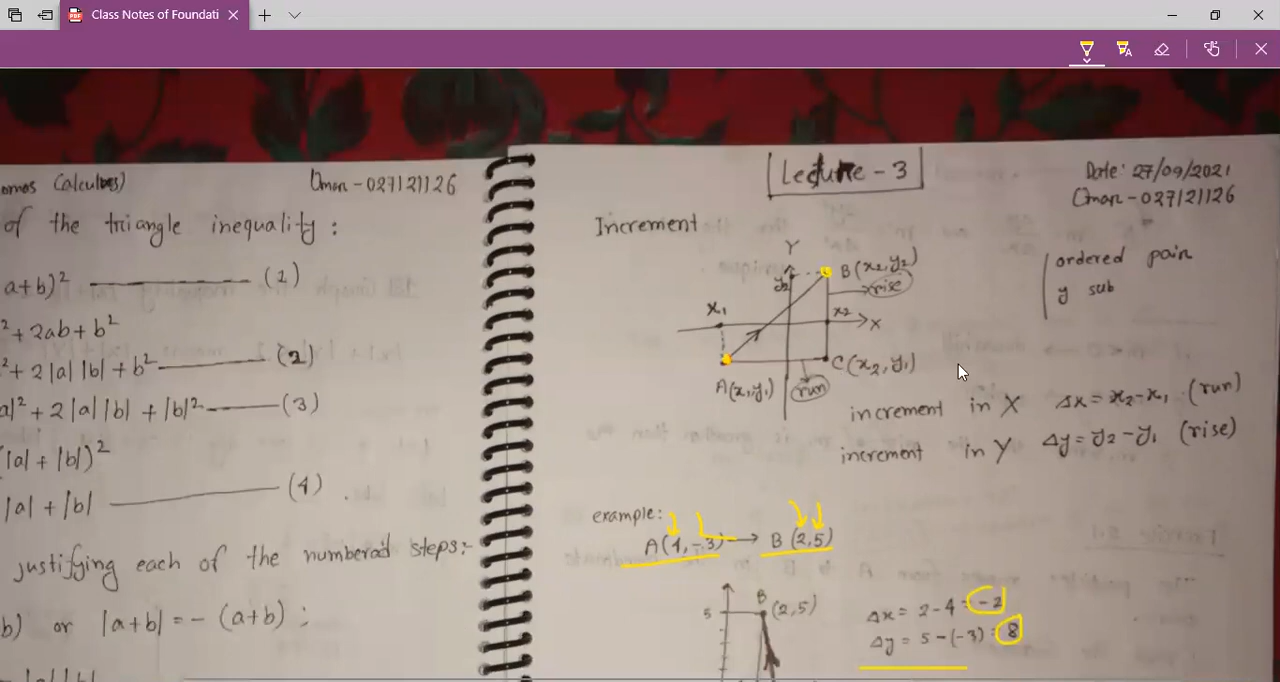 Class Notes of Foundati
omos (Calculus)
Uman - 027121126
of the triangle inequality :
a+b)² (1)
² + 2ab + b²
² + 2|a||b| + b² (2)
a|² + 2|a||b| + |b|² (3)
(|a| + |b|)²
|a| + |b| (4)
justifying each of the numbered steps:-
b) or |a+b| = - (a+b) ;
Lecture - 3
Date: 27/09/2021
Uman - 027121126
Increment
Y
y₂
B (x₂, y₂)
rise
x₁
x₂
X
A(x₁,y₁)
run
C(x₂, y₁)
ordered pair
y sub
increment in X Δx = x₂ - x₁ (run)
increment in Y Δy = y₂ - y₁ (rise)
example:
A(4, -3) → B (2,5)
B
5
(2,5)
Δx = 2 - 4 = -2
Δy = 5 - (-3) = 8